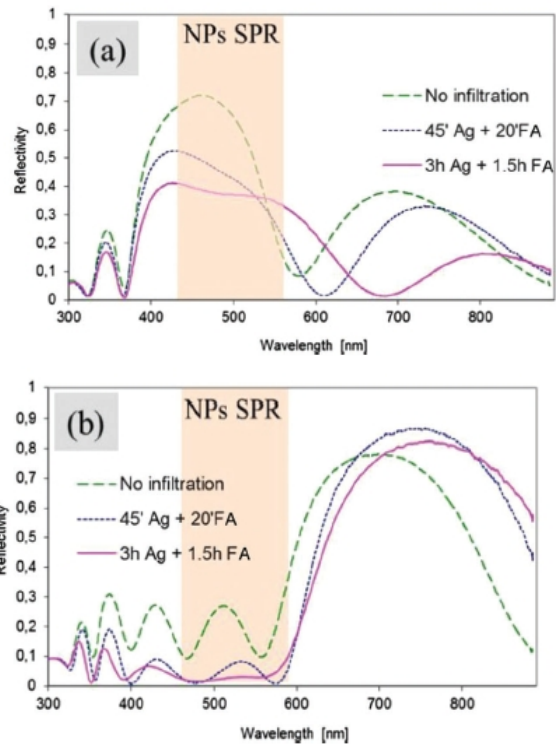 NPs SPR
(a)
1
0,9
0,8
0,7
0,6
0,5
0,4
0,3
0,2
0,1
0
Reflectivity
No infiltration
45' Ag + 20'FA
3h Ag + 1.5h FA
300 400 500 600 700 800
Wavelength [nm]
NPs SPR
(b)
1
0,9
0,8
0,7
0,6
0,5
0,4
0,3
0,2
0,1
0
Reflectivity
No infiltration
45' Ag + 20'FA
3h Ag + 1.5h FA
300 400 500 600 700 800
Wavelength [nm]